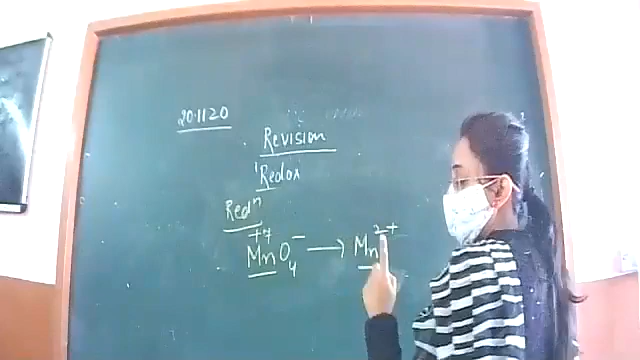 20.11.20
Revision
Redox
Redⁿ
+7
MnO₄⁻ → Mn²⁺